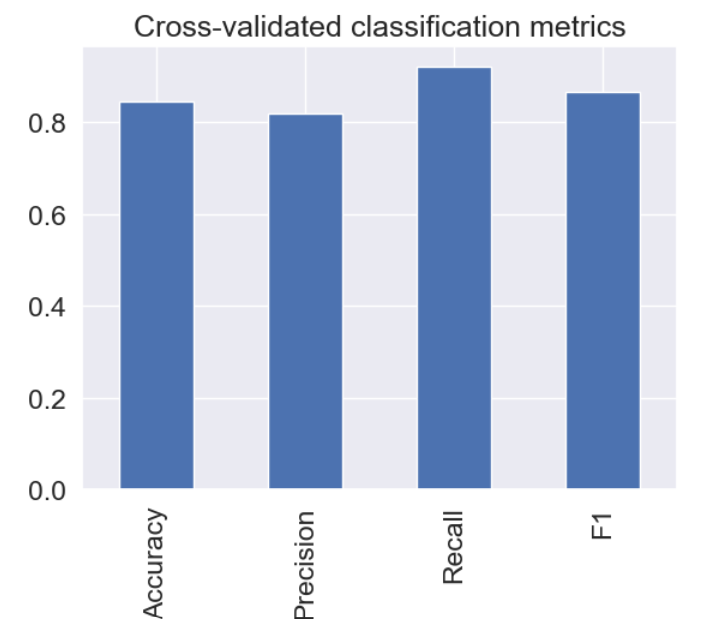 Cross-validated classification metrics
0.8
0.6
0.4
0.2
0.0
Accuracy
Precision
Recall
F1